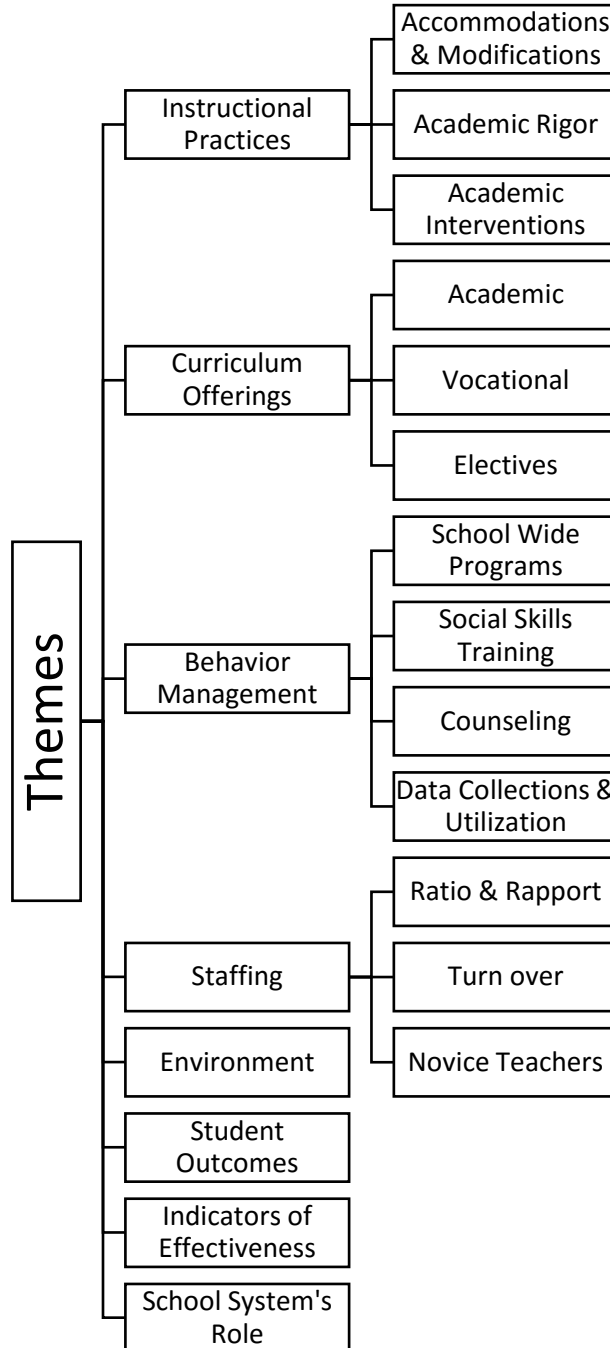 Themes
Instructional
Practices
Accommodations
& Modifications
Academic Rigor
Academic
Interventions
Curriculum
Offerings
Academic
Vocational
Electives
Behavior
Management
School Wide
Programs
Social Skills
Training
Counseling
Data Collections &
Utilization
Staffing
Ratio & Rapport
Turn over
Novice Teachers
Environment
Student
Outcomes
Indicators of
Effectiveness
School System's
Role